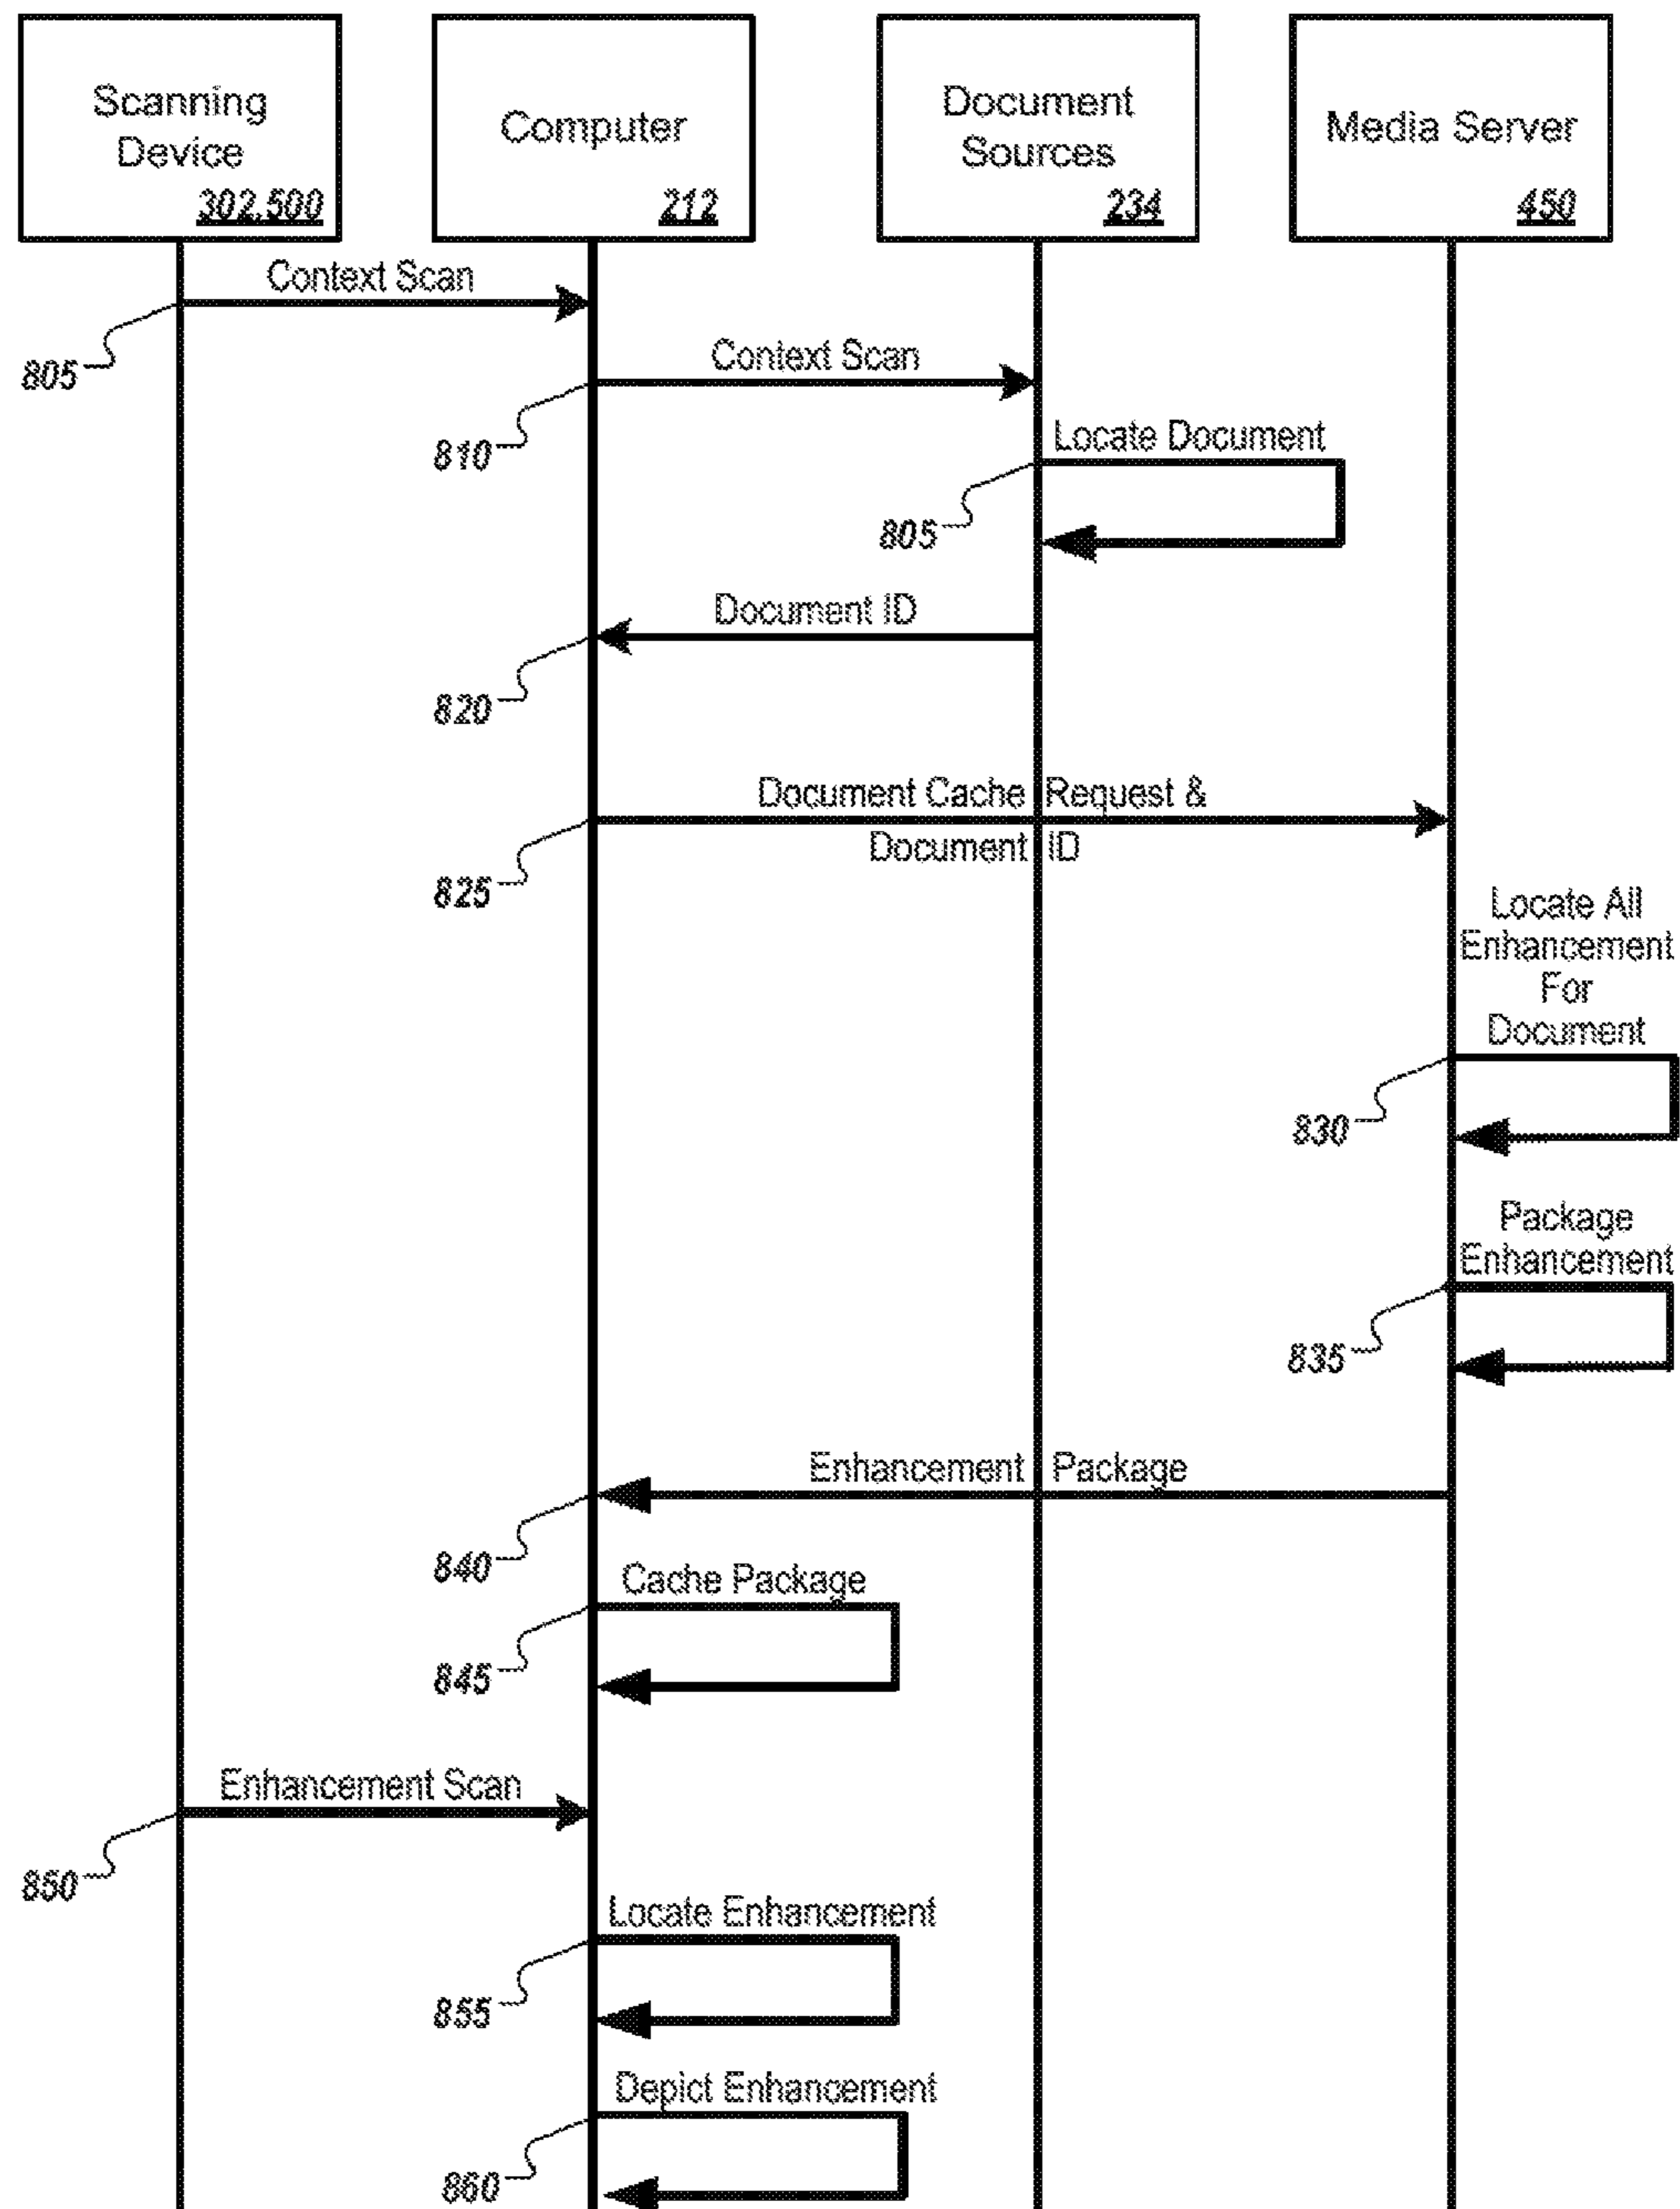 Scanning
Device
302,500
Computer
212
Document
Sources
234
Media Server
450
Context Scan
805
Context Scan
810
Locate Document
805
Document ID
820
Document Cache Request &
Document ID
825
Locate All
Enhancement
For
Document
830
Package
Enhancement
835
Enhancement Package
840
Cache Package
845
Enhancement Scan
850
Locate Enhancement
855
Depict Enhancement
860